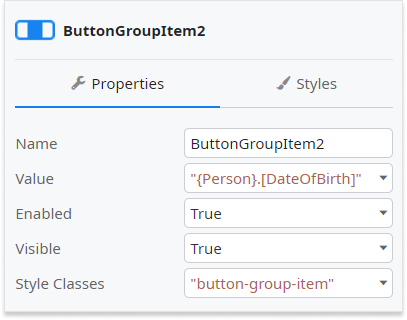 ButtonGroupItem2
Properties Styles
Name ButtonGroupItem2
Value "{Person}.[DateOfBirth]"
Enabled True
Visible True
Style Classes "button-group-item"